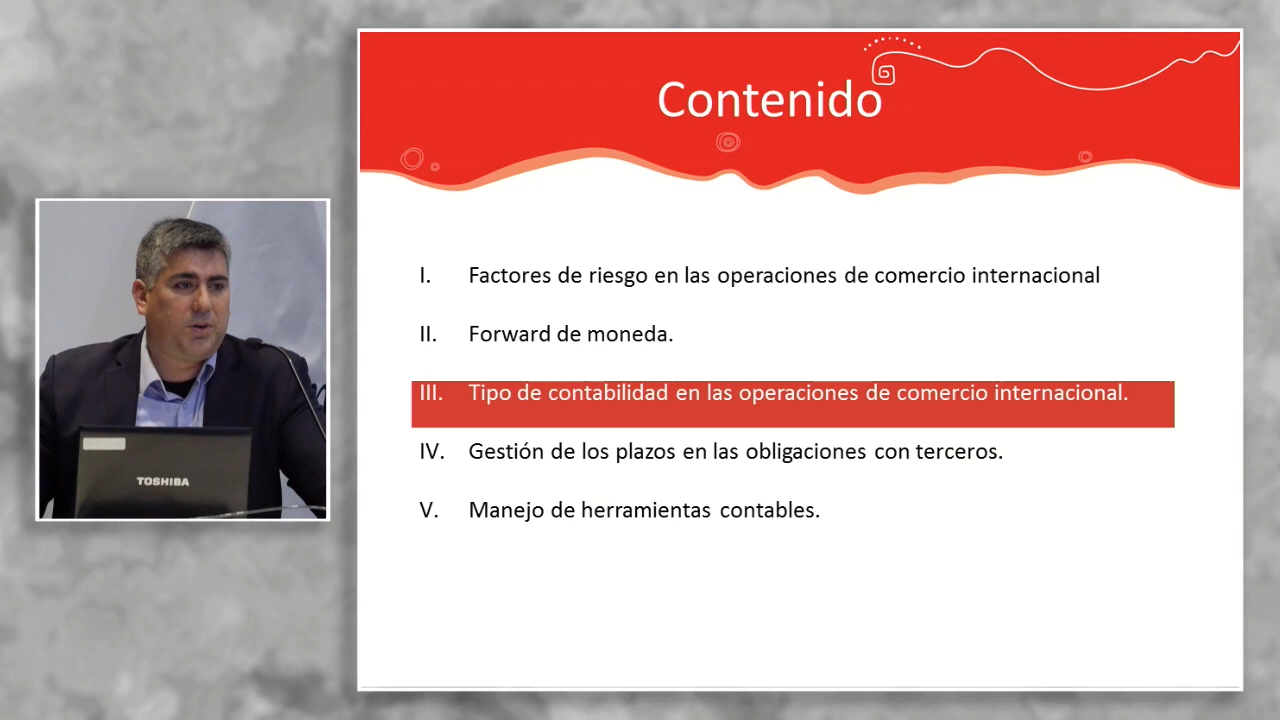 Contenido
I. Factores de riesgo en las operaciones de comercio internacional
II. Forward de moneda.
III. Tipo de contabilidad en las operaciones de comercio internacional.
IV. Gestión de los plazos en las obligaciones con terceros.
V. Manejo de herramientas contables.
TOSHIBA